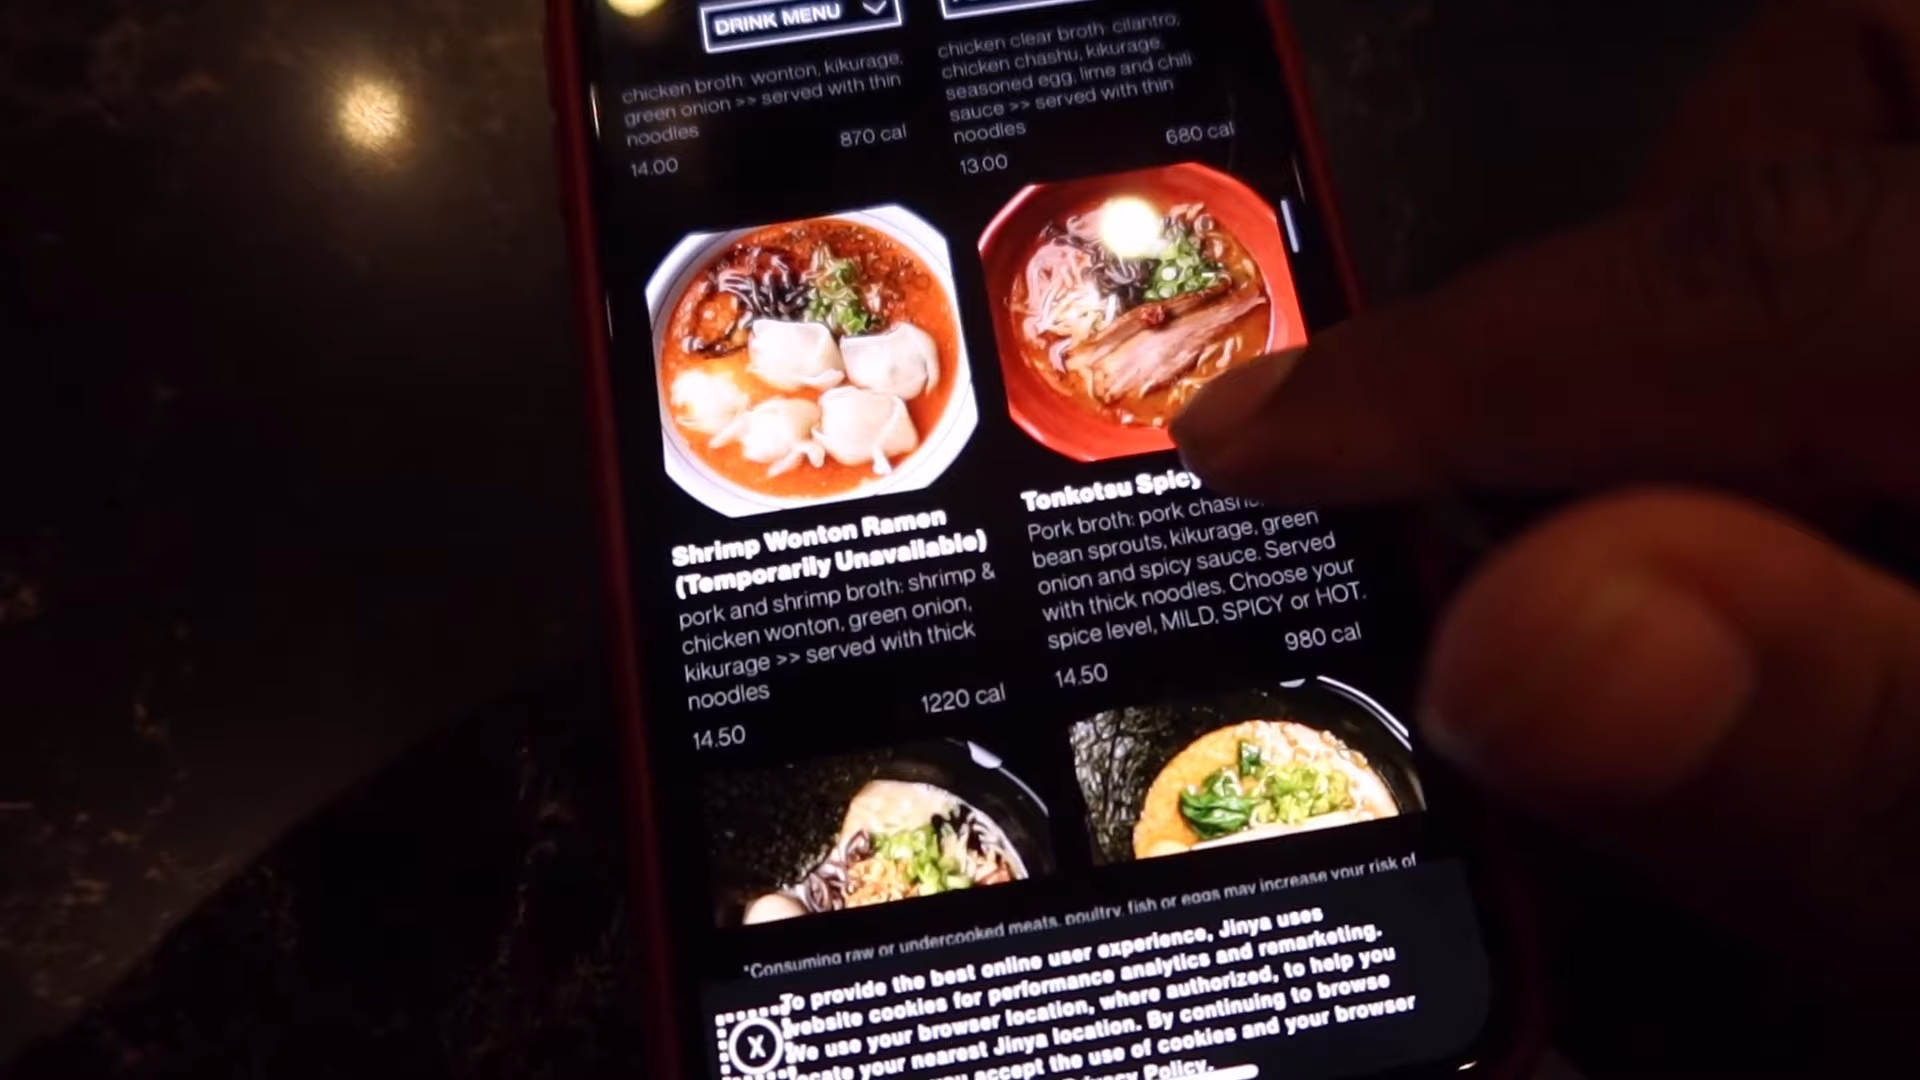 DRINK MENU
chicken broth: wonton, kikurage,
green onion >> served with thin
noodles
870 cal
14.00
chicken clear broth: cilantro,
chicken chashu, kikurage,
seasoned egg, lime and chili
sauce >> served with thin
noodles
680 cal
13.00
Shrimp Wonton Ramen
(Temporarily Unavailable)
pork and shrimp broth: shrimp &
chicken wonton, green onion,
kikurage >> served with thick
noodles
1220 cal
14.50
Tonkotsu Spicy
Pork broth: pork
bean sprouts, kikurage, green
onion and spicy sauce. Served
with thick noodles. Choose your
spice level, MILD, SPICY or HOT.
980 cal
14.50
*Consuming raw or undercooked meats, poultry, fish or eggs may increase your risk of
To provide the best online user experience, Jinya uses
website cookies for performance analytics and remarketing.
We use your browser location, where authorized, to help you
locate your nearest Jinya location. By continuing to browse
accept the use of cookies and your browser
Privacy Policy.
X